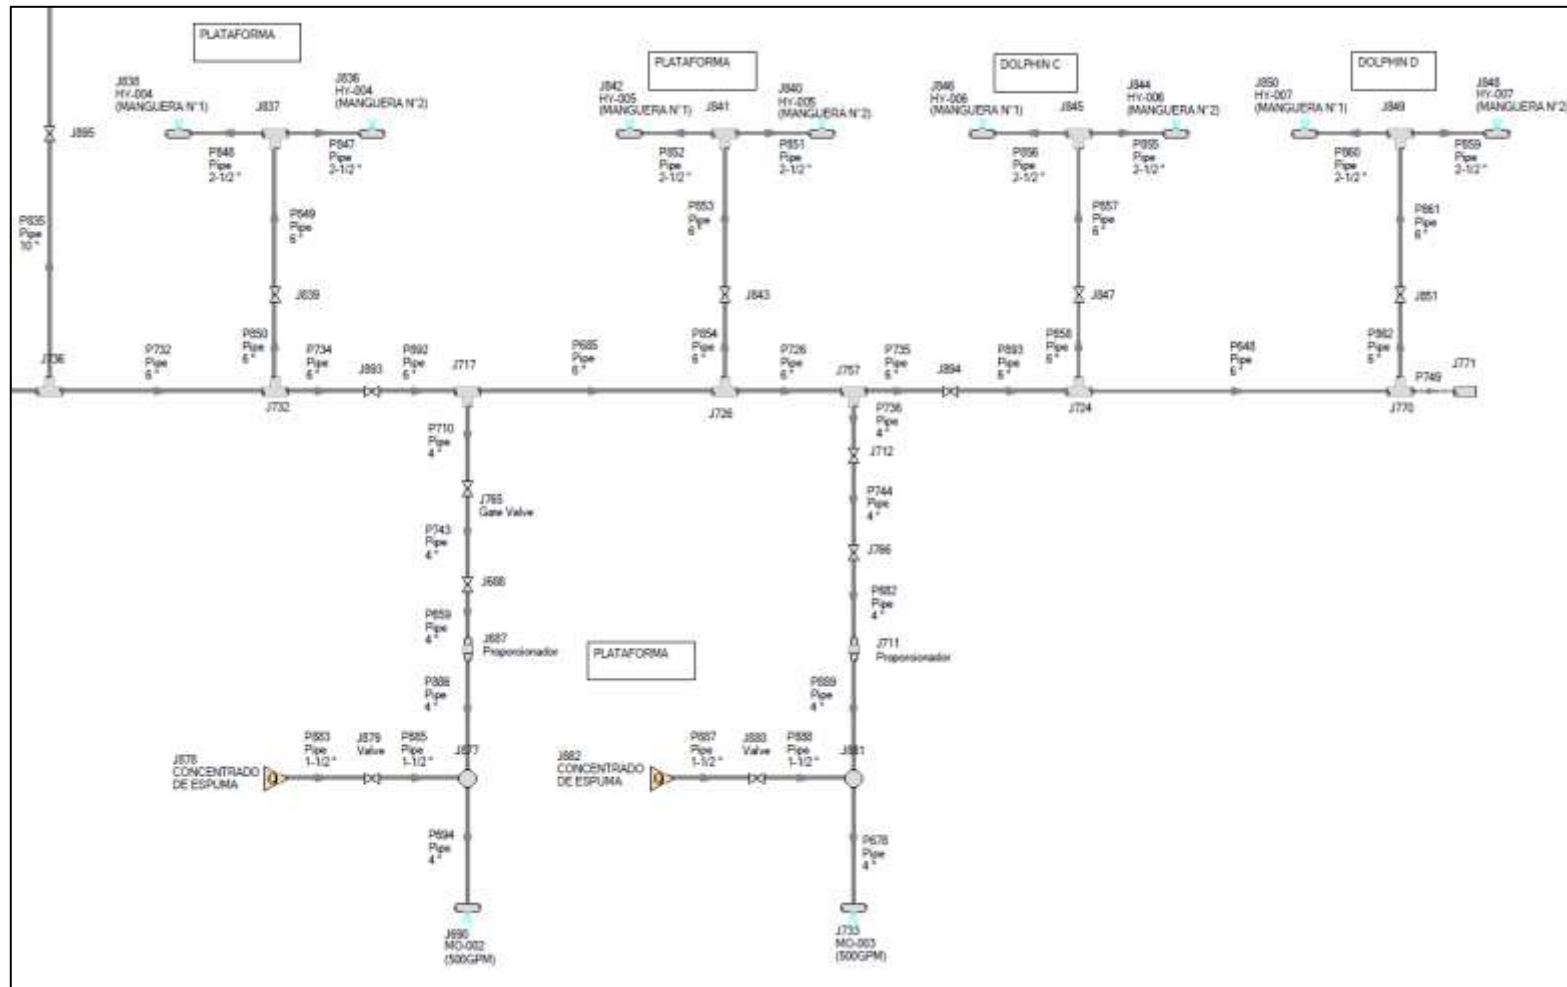 PLATAFORMA
J838
HY-004
(MANGUERA N°1)
J837
J836
HY-004
(MANGUERA N°2)
PLATAFORMA
J842
HY-005
(MANGUERA N°1)
J841
J840
HY-005
(MANGUERA N°2)
DOLPHIN C
J846
HY-006
(MANGUERA N°1)
J845
J844
HY-006
(MANGUERA N°2)
DOLPHIN D
J850
HY-007
(MANGUERA N°1)
J849
J848
HY-007
(MANGUERA N°2)
J895
P848
Pipe
2-1/2"
P847
Pipe
2-1/2"
P852
Pipe
2-1/2"
P851
Pipe
2-1/2"
P856
Pipe
2-1/2"
P855
Pipe
2-1/2"
P860
Pipe
2-1/2"
P859
Pipe
2-1/2"
P835
Pipe
10"
P849
Pipe
6"
P853
Pipe
6"
P857
Pipe
6"
P861
Pipe
6"
J839
J843
J847
J851
J736
P732
Pipe
6"
P850
Pipe
6"
P734
Pipe
6"
J893
P892
Pipe
6"
J717
P685
Pipe
6"
P854
Pipe
6"
P726
Pipe
6"
J757
P735
Pipe
6"
J894
P893
Pipe
6"
P858
Pipe
6"
P648
Pipe
6"
P862
Pipe
6"
J771
P749
J732
J726
J724
J770
P710
Pipe
4"
P736
Pipe
4"
J712
J765
Gate Valve
P744
Pipe
4"
P743
Pipe
4"
J766
J688
P659
Pipe
4"
P682
Pipe
4"
J687
Proporsionador
PLATAFORMA
J711
Proporsionador
P886
Pipe
4"
P889
Pipe
4"
J878
CONCENTRADO
DE ESPUMA
P883
Pipe
1-1/2"
J879
Valve
P885
Pipe
1-1/2"
J877
J882
CONCENTRADO
DE ESPUMA
P887
Pipe
1-1/2"
J880
Valve
P888
Pipe
1-1/2"
J881
P694
Pipe
4"
P678
Pipe
4"
J690
MO-002
(500GPM)
J733
MO-003
(500GPM)